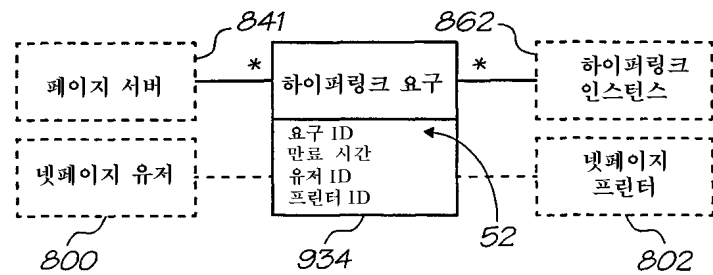 841
862
페이지 서버
*
하이퍼링크 요구
*
하이퍼링크
인스턴스
요구 ID
만료 시간
유저 ID
프린터 ID
넷페이지 유저
넷페이지
프린터
800
934
52
802